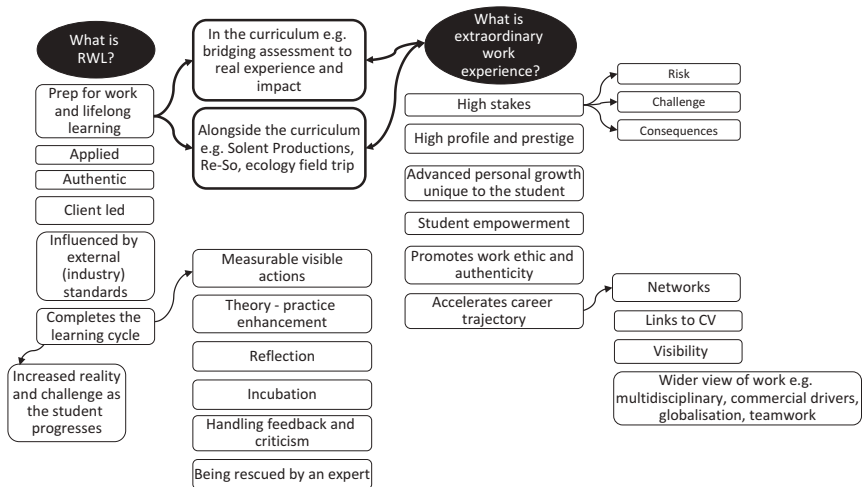 What is
RWL?
Prep for work
and lifelong
learning
Applied
Authentic
Client led
Influenced by
external
(industry)
standards
Completes the
learning cycle
Increased reality
and challenge as
the student
progresses
In the curriculum e.g.
bridging assessment to
real experience and
impact
Alongside the curriculum
e.g. Solent Productions,
Re-So, ecology field trip
Measurable visible
actions
Theory - practice
enhancement
Reflection
Incubation
Handling feedback and
criticism
Being rescued by an expert
What is
extraordinary
work
experience?
High stakes
High profile and prestige
Advanced personal growth
unique to the student
Student empowerment
Promotes work ethic and
authenticity
Accelerates career
trajectory
Risk
Challenge
Consequences
Networks
Links to CV
Visibility
Wider view of work e.g.
multidisciplinary, commercial drivers,
globalisation, teamwork